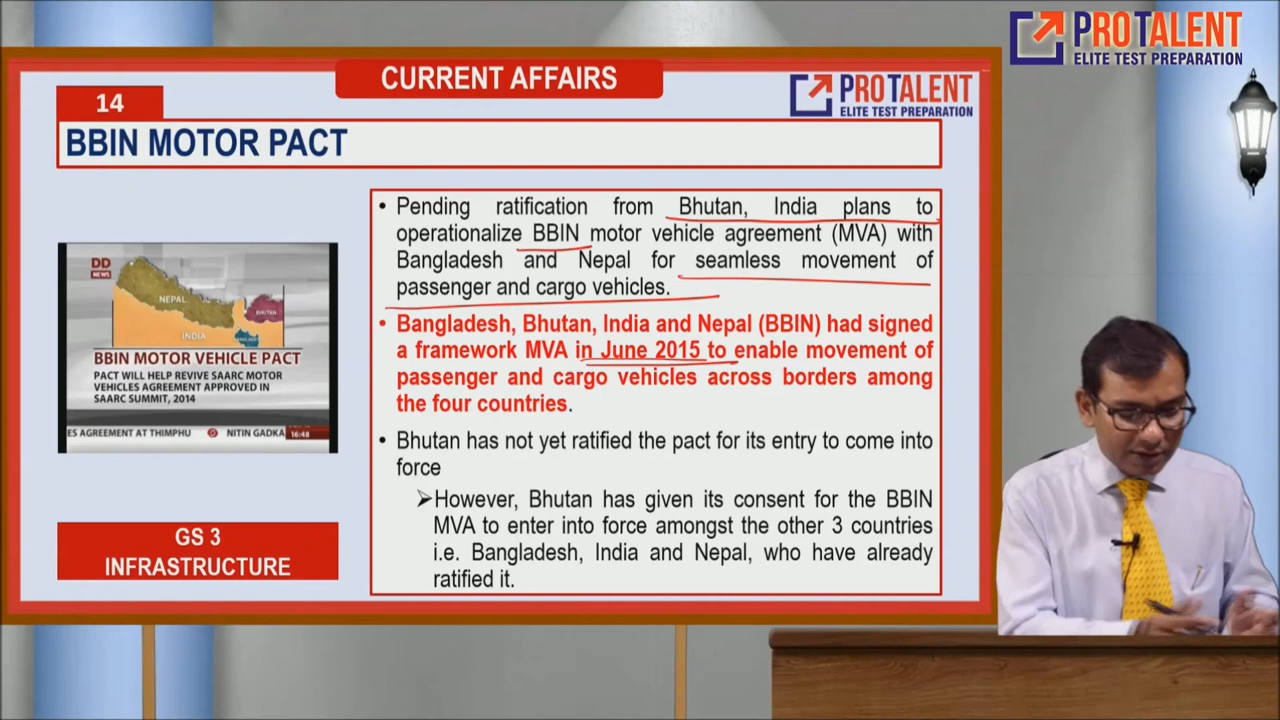 PROTALENT
ELITE TEST PREPARATION
CURRENT AFFAIRS
PROTALENT
ELITE TEST PREPARATION
14
BBIN MOTOR PACT
• Pending ratification from Bhutan, India plans to
operationalize BBIN motor vehicle agreement (MVA) with
Bangladesh and Nepal for seamless movement of
passenger and cargo vehicles.
• Bangladesh, Bhutan, India and Nepal (BBIN) had signed
a framework MVA in June 2015 to enable movement of
passenger and cargo vehicles across borders among
the four countries.
• Bhutan has not yet ratified the pact for its entry to come into
force
➢However, Bhutan has given its consent for the BBIN
MVA to enter into force amongst the other 3 countries
i.e. Bangladesh, India and Nepal, who have already
ratified it.
DD
NEWS
NEPAL
BHUTAN
INDIA
BBIN MOTOR VEHICLE PACT
PACT WILL HELP REVIVE SAARC MOTOR
VEHICLES AGREEMENT APPROVED IN
SAARC SUMMIT, 2014
ES AGREEMENT AT THIMPHU NITIN GADKA 16:48
GS 3
INFRASTRUCTURE